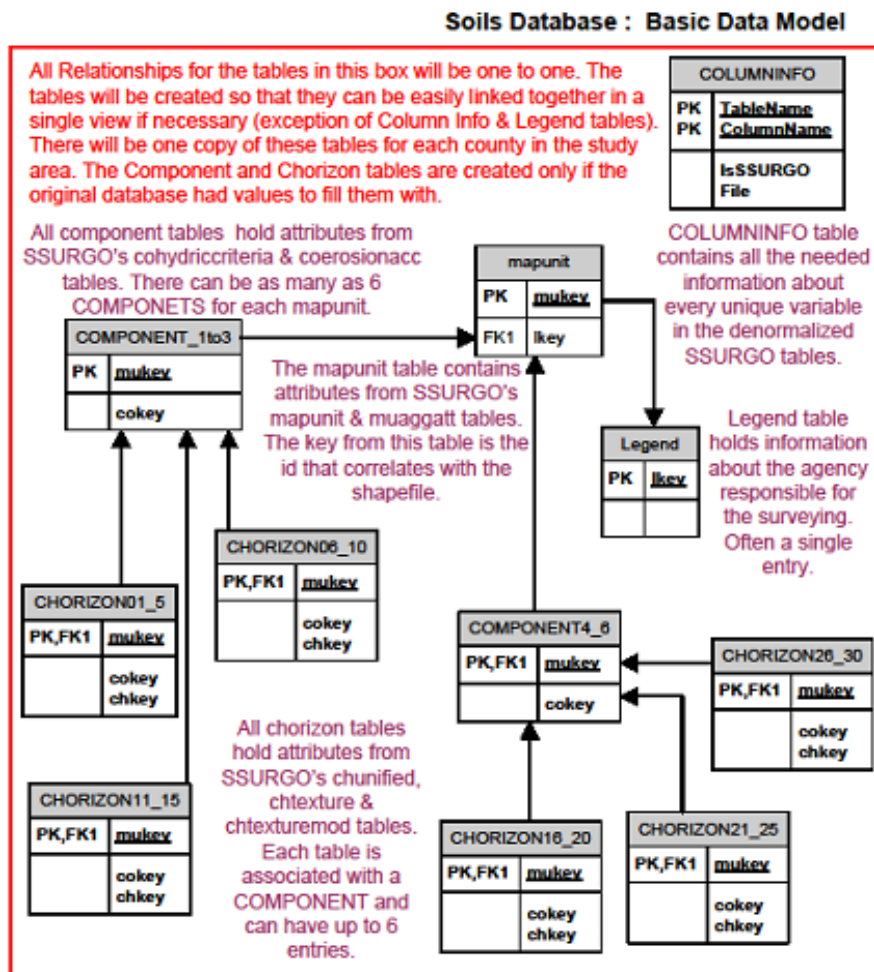 Soils Database : Basic Data Model
All Relationships for the tables in this box will be one to one. The
tables will be created so that they can be easily linked together in a
single view if necessary (exception of Column Info & Legend tables).
There will be one copy of these tables for each county in the study
area. The Component and Chorizon tables are created only if the
original database had values to fill them with.
COLUMNINFO
PK TableName
PK ColumnName
IsSSURGO
File
All component tables hold attributes from
SSURGO's cohydriccriteria & coerosionacc
tables. There can be as many as 6
COMPONETS for each mapunit.
mapunit
PK mukey
FK1 lkey
COLUMNINFO table
contains all the needed
information about
every unique variable
in the denormalized
SSURGO tables.
COMPONENT_1to3
PK mukey
cokey
The mapunit table contains
attributes from SSURGO's
mapunit & muaggatt tables.
The key from this table is the
id that correlates with the
shapefile.
Legend
PK lkey
Legend table
holds information
about the agency
responsible for
the surveying.
Often a single
entry.
CHORIZON06_10
PK,FK1 mukey
cokey
chkey
CHORIZON01_5
PK,FK1 mukey
cokey
chkey
COMPONENT4_6
PK,FK1 mukey
cokey
CHORIZON26_30
PK,FK1 mukey
cokey
chkey
All chorizon tables
hold attributes from
SSURGO's chunified,
chtexture &
chtexturemod tables.
Each table is
associated with a
COMPONENT and
can have up to 6
entries.
CHORIZON11_15
PK,FK1 mukey
cokey
chkey
CHORIZON16_20
PK,FK1 mukey
cokey
chkey
CHORIZON21_25
PK,FK1 mukey
cokey
chkey